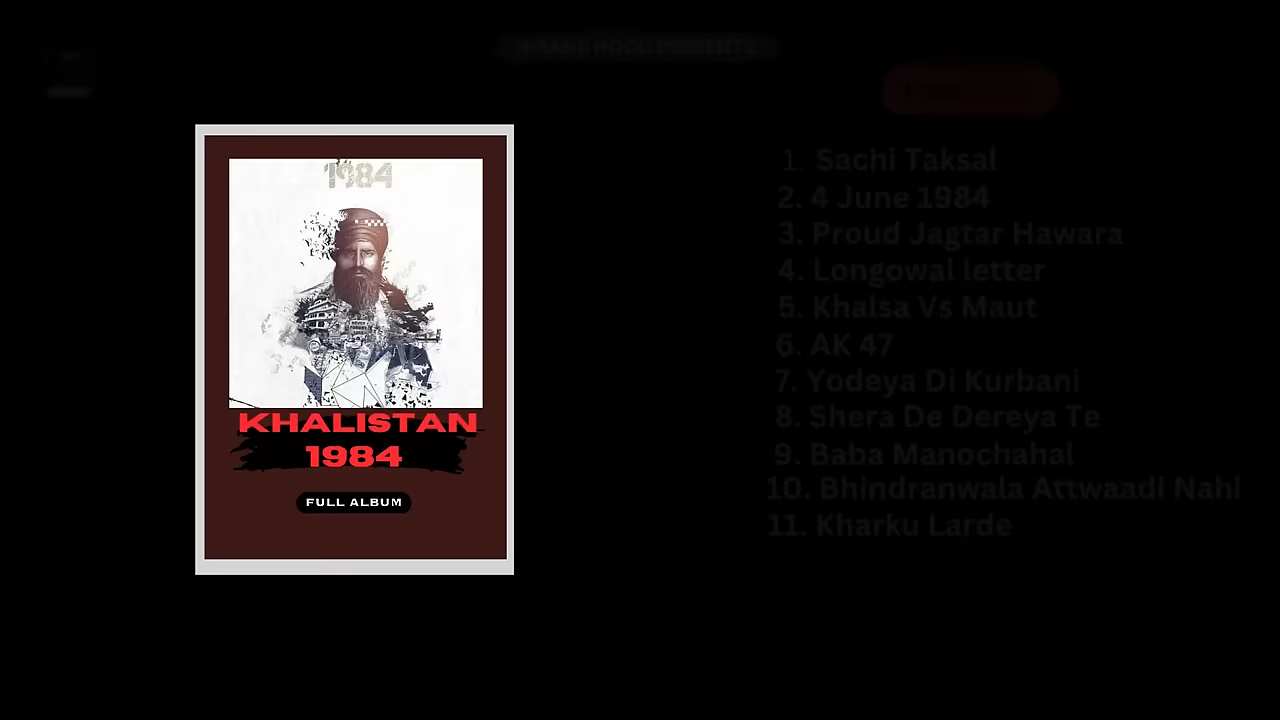 1984
NEVER
FORGET
KHALISTAN
1984
FULL ALBUM
1. Sachi Taksal
2. 4 June 1984
3. Proud Jagtar Hawara
4. Longowal letter
5. Khalsa Vs Maut
6. AK 47
7. Yodeya Di Kurbani
8. Shera De Dereya Te
9. Baba Manochahal
10. Bhindranwala Attwaadi Nahi
11. Kharku Larde